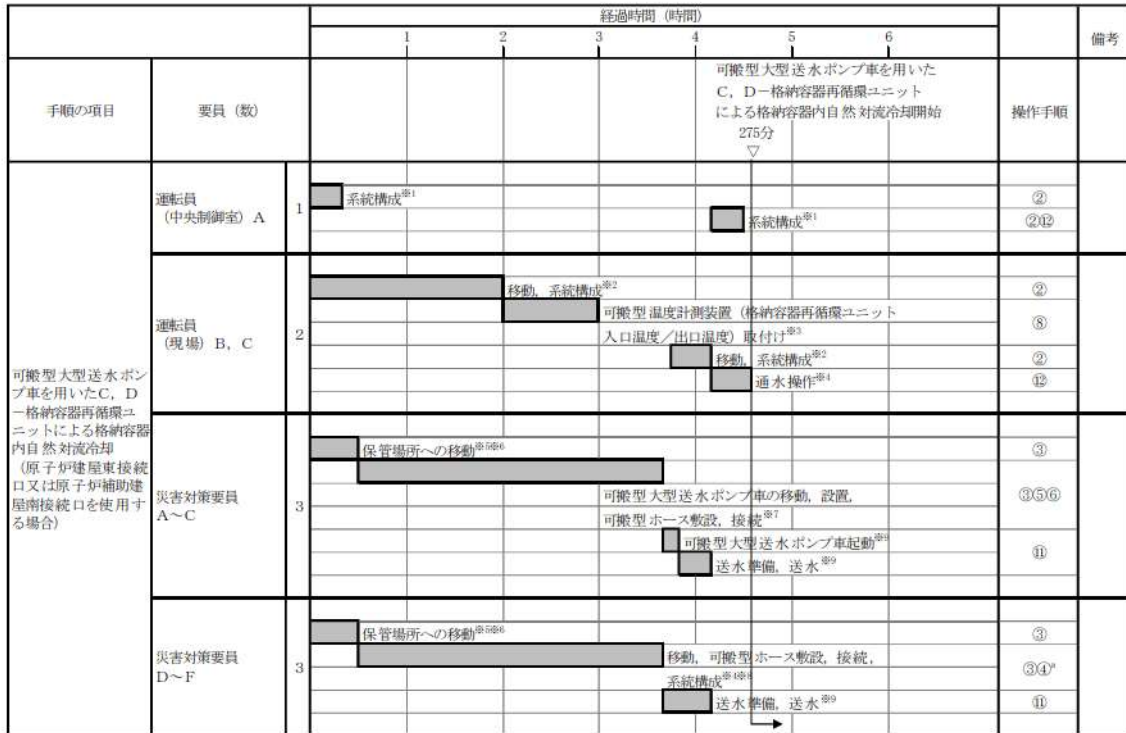 経過時間（時間）
1 2 3 4 5 6
備考
手順の項目
要員（数）
可搬型大型送水ポンプ車を用いた
C，D－格納容器再循環ユニット
による格納容器内自然対流冷却開始
275分
▽
操作手順
可搬型大型送水ポン
プ車を用いたC，D
－格納容器再循環ユ
ニットによる格納容器
内自然対流冷却
（原子炉建屋東接続
口又は原子炉補助建
屋南接続口を使用す
る場合）
運転員
（中央制御室）A
1
系統構成※1
②
系統構成※1
②⑫
運転員
（現場）B，C
2
移動，系統構成※2
②
可搬型温度計測装置（格納容器再循環ユニット
入口温度／出口温度）取付け※3
⑧
移動，系統構成※2
②
通水操作※4
⑫
災害対策要員
A～C
3
保管場所への移動※5※6
③
可搬型大型送水ポンプ車の移動，設置，
可搬型ホース敷設，接続※7
③⑤⑥
可搬型大型送水ポンプ車起動※9
送水準備，送水※9
⑪
災害対策要員
D～F
3
保管場所への移動※5※6
③
移動，可搬型ホース敷設，接続，
系統構成※4※8
③④a
送水準備，送水※9
⑪